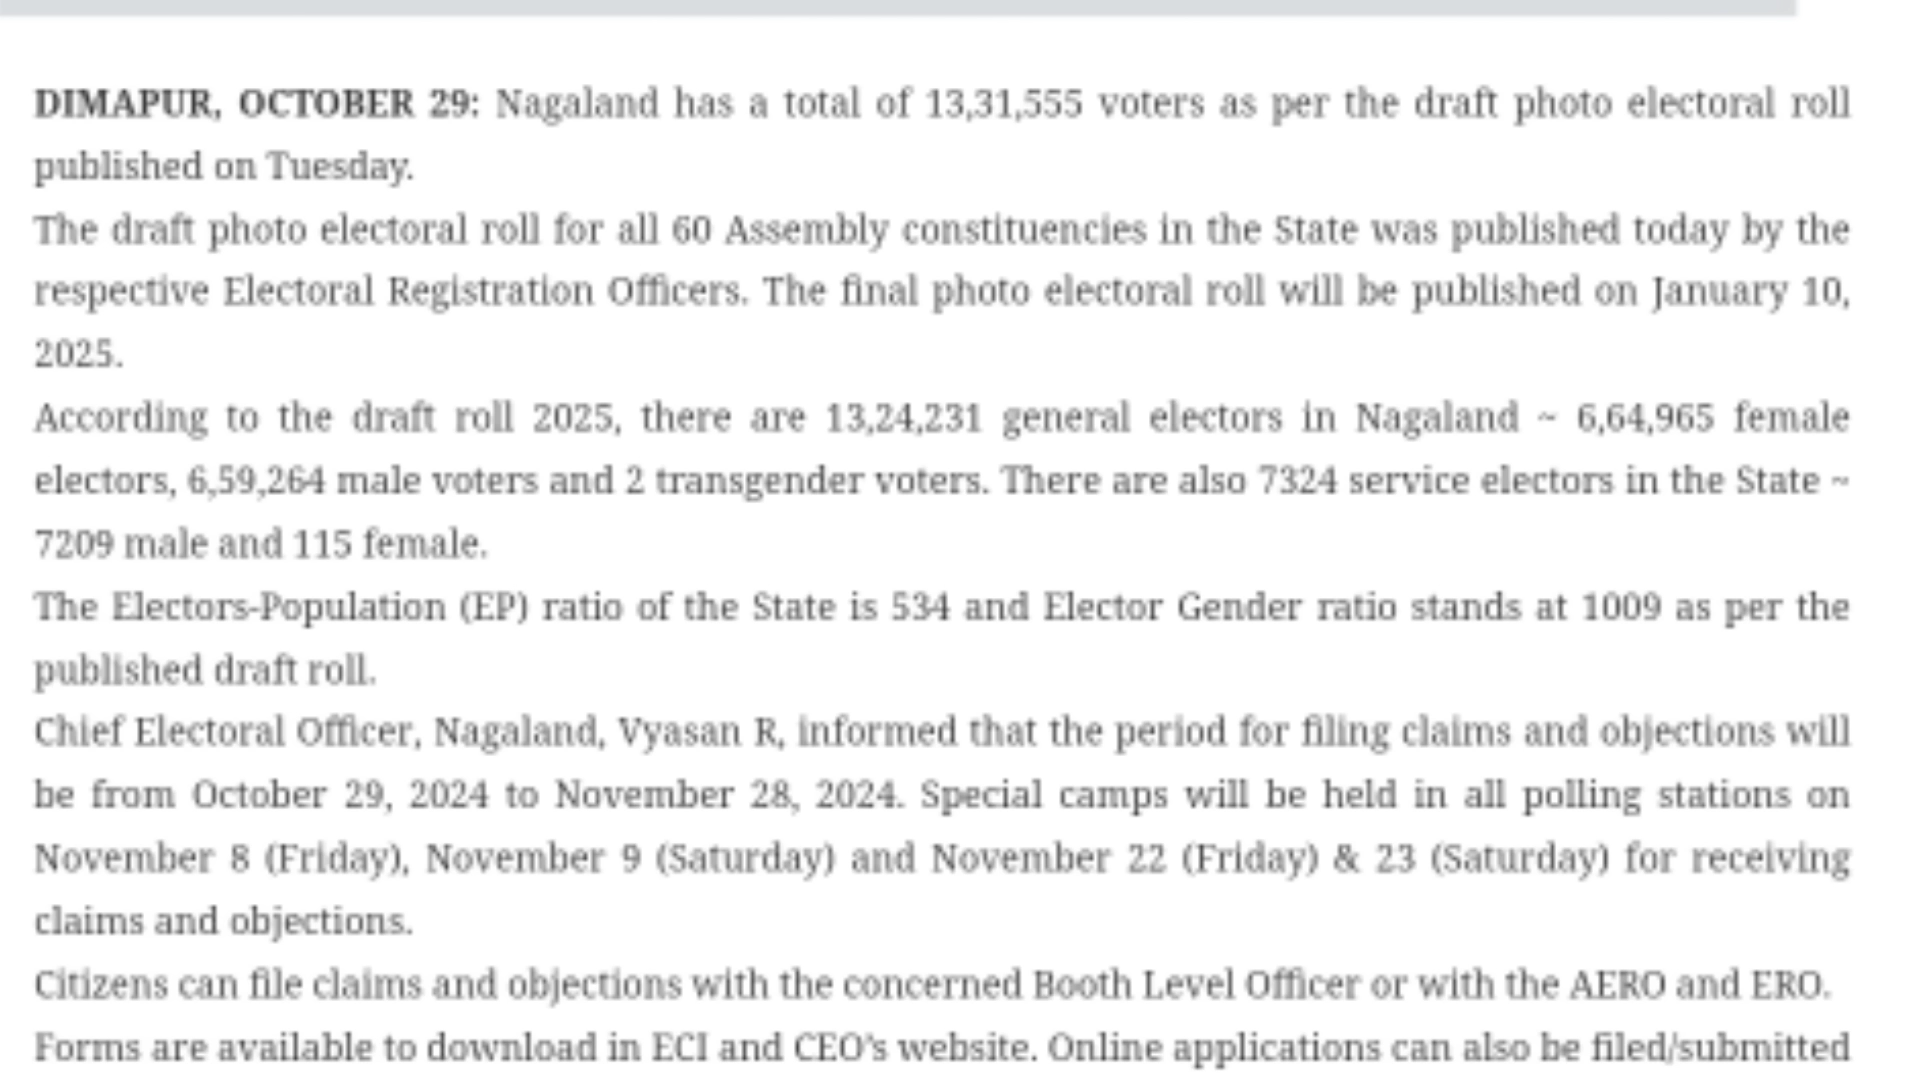 DIMAPUR, OCTOBER 29: Nagaland has a total of 13,31,555 voters as per the draft photo electoral roll
published on Tuesday.
The draft photo electoral roll for all 60 Assembly constituencies in the State was published today by the
respective Electoral Registration Officers. The final photo electoral roll will be published on January 10,
2025.
According to the draft roll 2025, there are 13,24,231 general electors in Nagaland ~ 6,64,965 female
electors, 6,59,264 male voters and 2 transgender voters. There are also 7324 service electors in the State ~
7209 male and 115 female.
The Electors-Population (EP) ratio of the State is 534 and Elector Gender ratio stands at 1009 as per the
published draft roll.
Chief Electoral Officer, Nagaland, Vyasan R, informed that the period for filing claims and objections will
be from October 29, 2024 to November 28, 2024. Special camps will be held in all polling stations on
November 8 (Friday), November 9 (Saturday) and November 22 (Friday) & 23 (Saturday) for receiving
claims and objections.
Citizens can file claims and objections with the concerned Booth Level Officer or with the AERO and ERO.
Forms are available to download in ECI and CEO's website. Online applications can also be filed/submitted